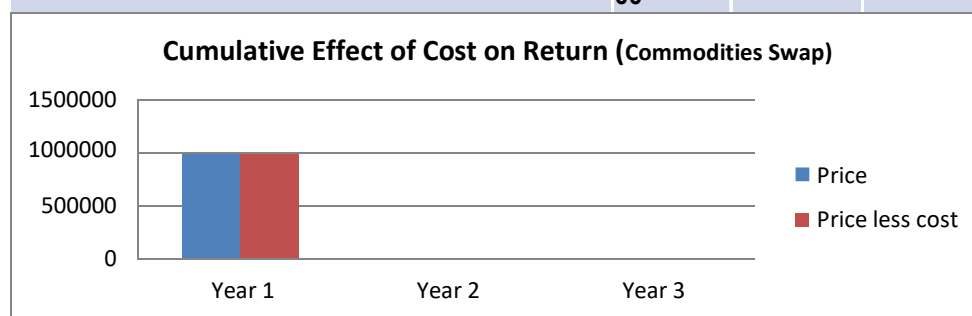 Cumulative Effect of Cost on Return (Commodities Swap)
1500000
1000000
500000
0
Year 1 Year 2 Year 3
Price
Price less cost